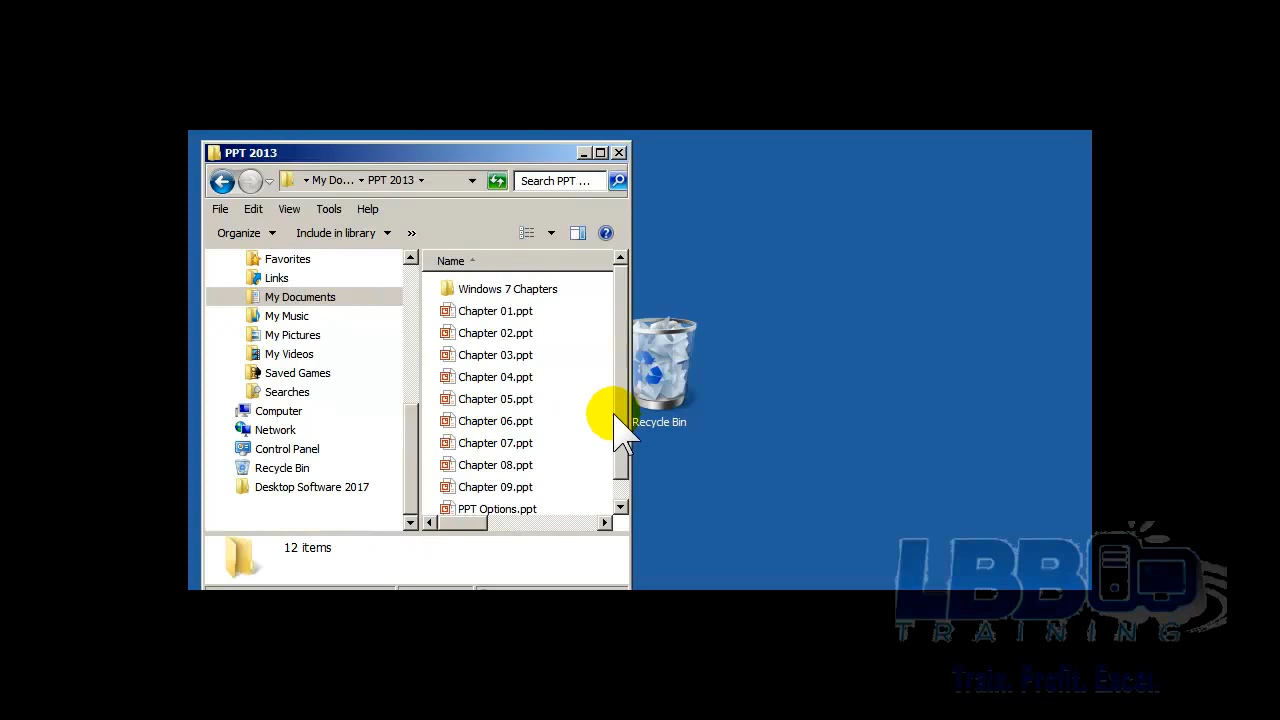 PPT 2013
My Do... PPT 2013
Search PPT ...
File Edit View Tools Help
Organize Include in library »
Favorites
Links
My Documents
My Music
My Pictures
My Videos
Saved Games
Searches
Computer
Network
Control Panel
Recycle Bin
Desktop Software 2017
Name
Windows 7 Chapters
Chapter 01.ppt
Chapter 02.ppt
Chapter 03.ppt
Chapter 04.ppt
Chapter 05.ppt
Chapter 06.ppt
Chapter 07.ppt
Chapter 08.ppt
Chapter 09.ppt
PPT Options.ppt
12 items
Recycle Bin
LBB
TRAINING
Train. Profit. Excel.